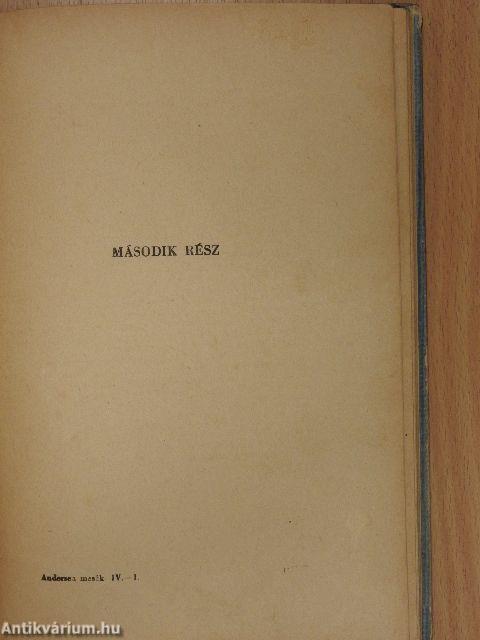 MÁSODIK RÉSZ
Andersen mesék IV.—1.
Antikvárium.hu